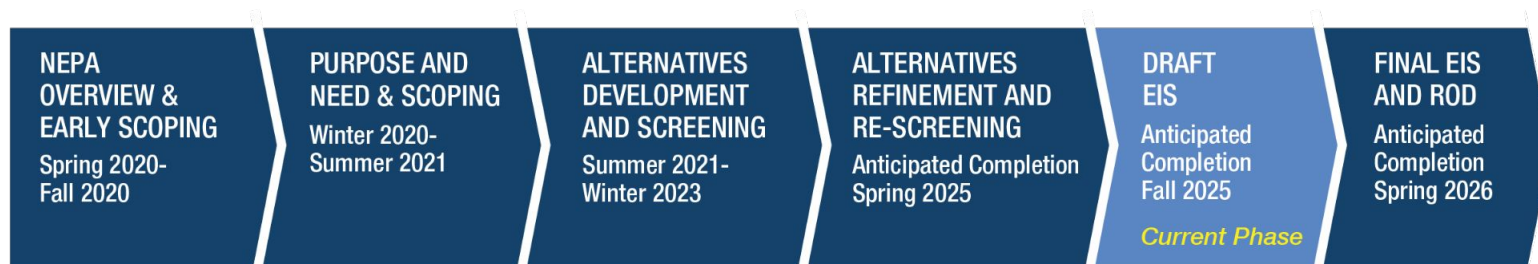 NEPA
OVERVIEW &
EARLY SCOPING
Spring 2020-
Fall 2020
PURPOSE AND
NEED & SCOPING
Winter 2020-
Summer 2021
ALTERNATIVES
DEVELOPMENT
AND SCREENING
Summer 2021-
Winter 2023
ALTERNATIVES
REFINEMENT AND
RE-SCREENING
Anticipated Completion
Spring 2025
DRAFT
EIS
Anticipated
Completion
Fall 2025
Current Phase
FINAL EIS
AND ROD
Anticipated
Completion
Spring 2026